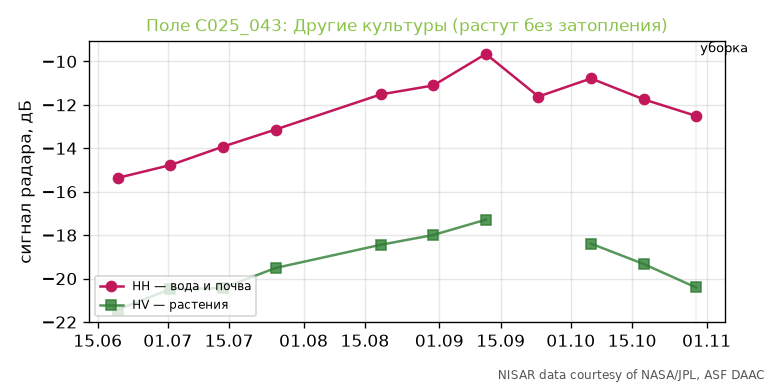 Поле C025_043: Другие культуры (растут без затопления)
уборка
сигнал радара, дБ
−10
−12
−14
−16
−18
−20
−22
HH — вода и почва
HV — растения
15.06 01.07 15.07 01.08 15.08 01.09 15.09 01.10 15.10 01.11
NISAR data courtesy of NASA/JPL, ASF DAAC